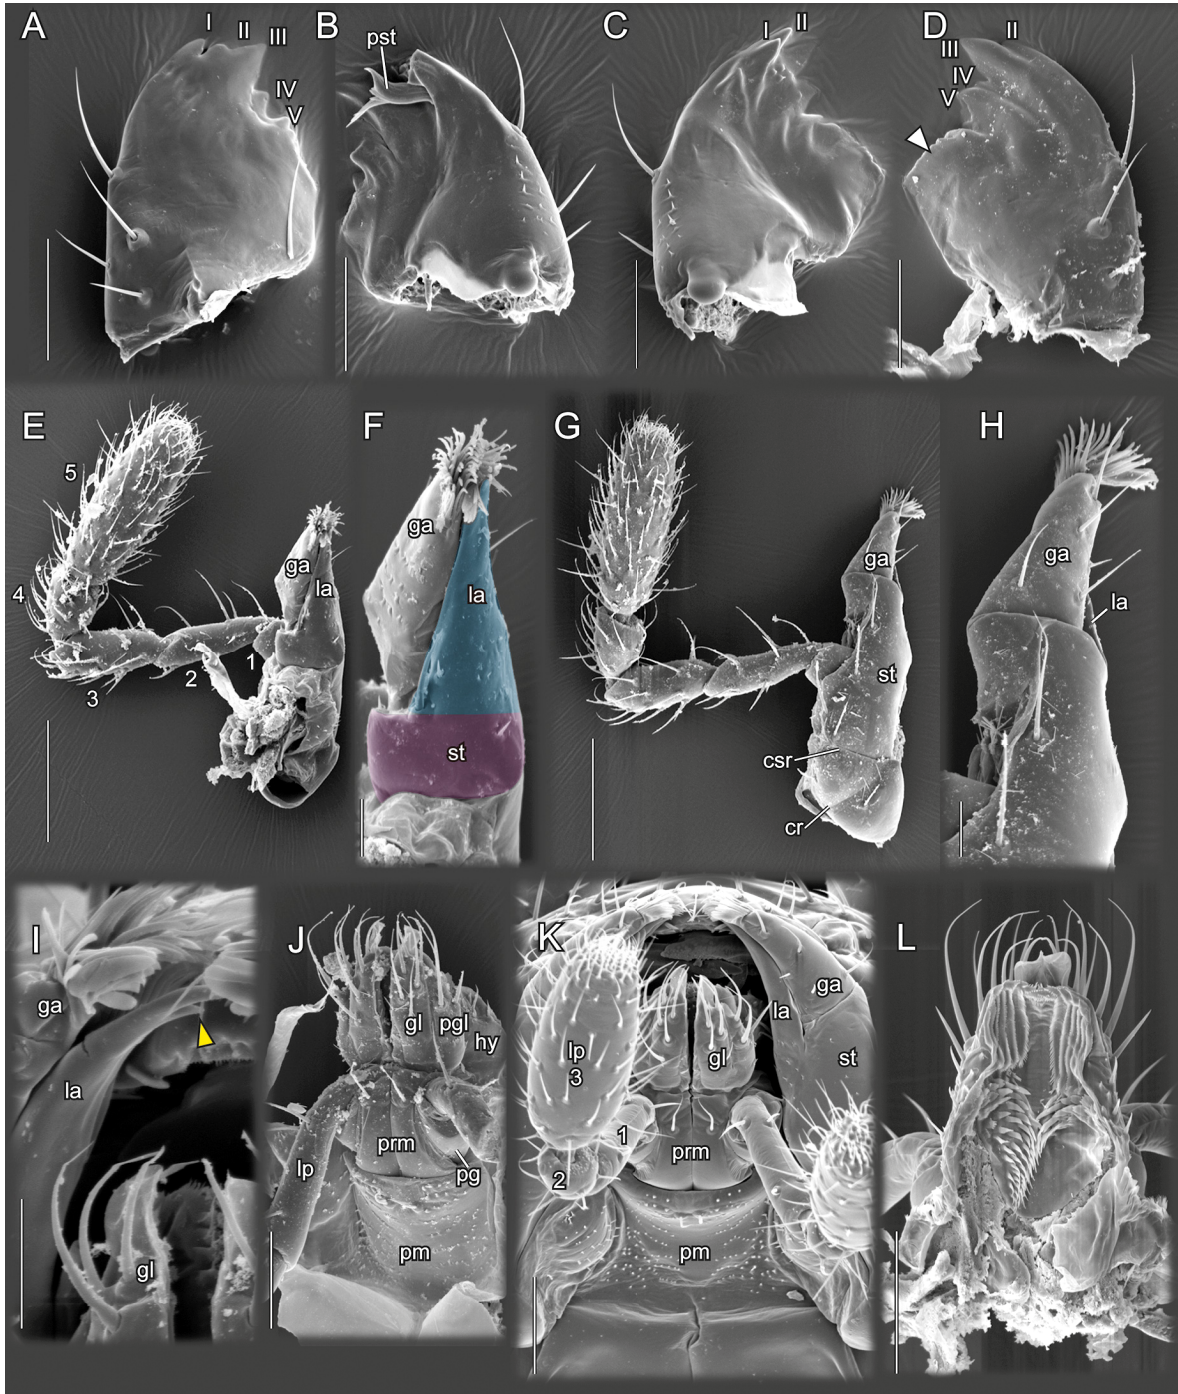 A
I
II
III
IV
V
B
pst
C
I
II
D
II
III
IV
V
E
5
4
3
2
1
ga
la
F
ga
la
st
G
ga
st
csr
cr
H
ga
la
I
ga
la
gl
J
gl
pgl
hy
prm
lp
pg
pm
K
la
ga
lp
3
gl
st
1
prm
2
pm
L